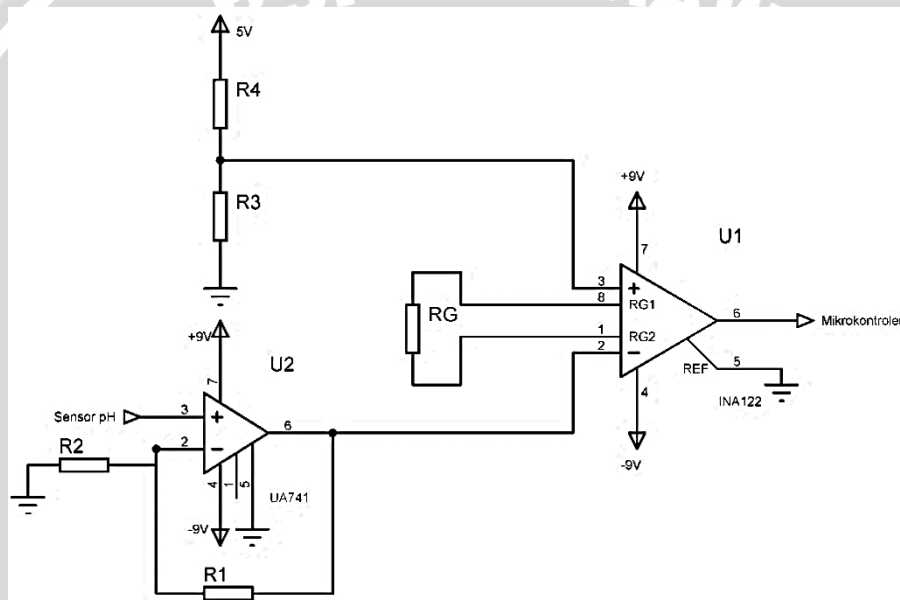 5V
R4
R3
+9V
U1
7
3
+
8
RG1
RG
1
RG2
2
−
6
Mikrokontroler
REF
5
INA122
4
-9V
+9V
U2
7
Sensor pH
3
+
6
2
−
R2
4
1
5
UA741
-9V
R1